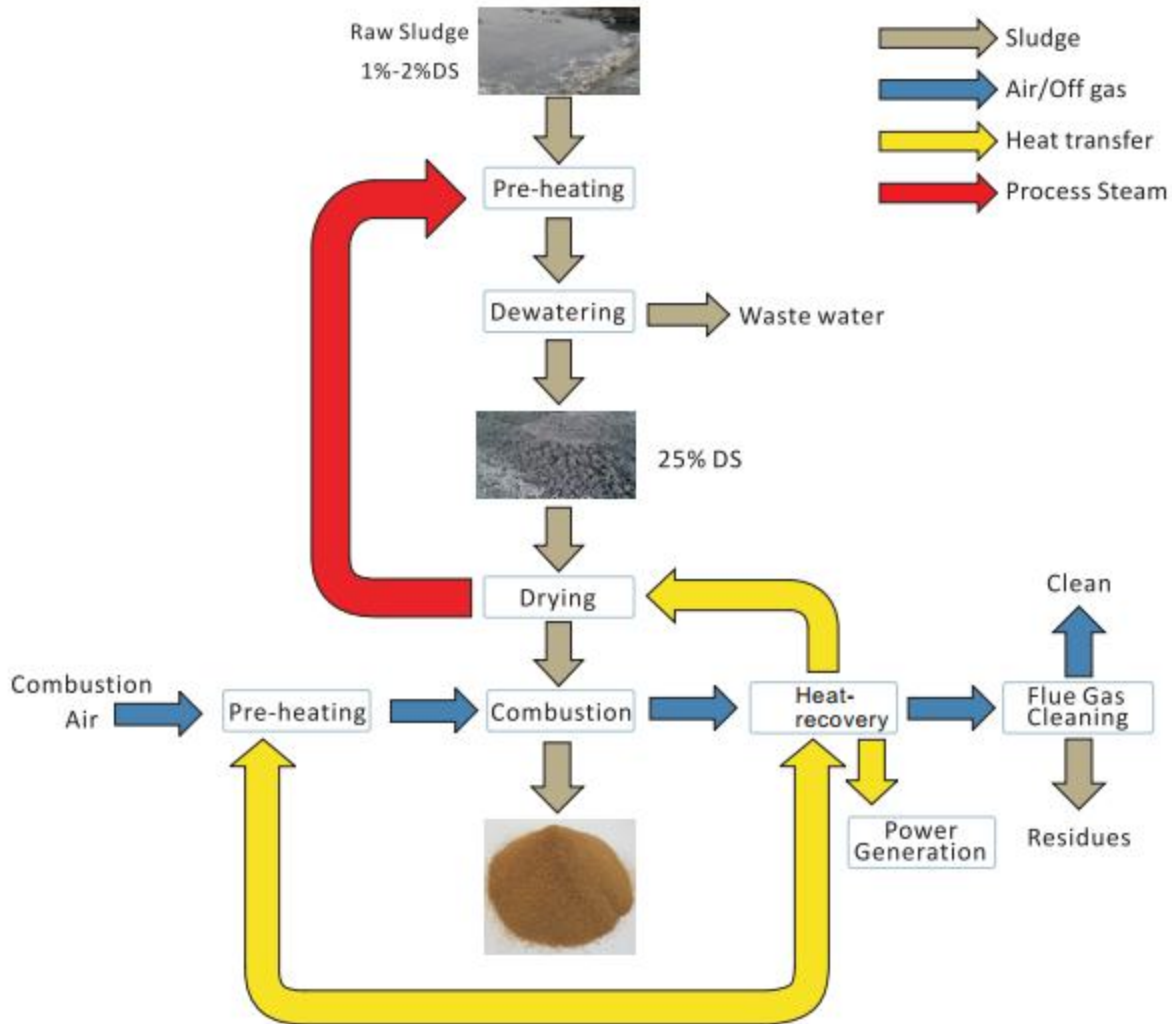 Raw Sludge
1%-2%DS
Sludge
Air/Off gas
Heat transfer
Process Steam
Pre-heating
Dewatering
Waste water
25% DS
Drying
Clean
Combustion
Air
Pre-heating
Combustion
Heat-
recovery
Flue Gas
Cleaning
Power
Generation
Residues